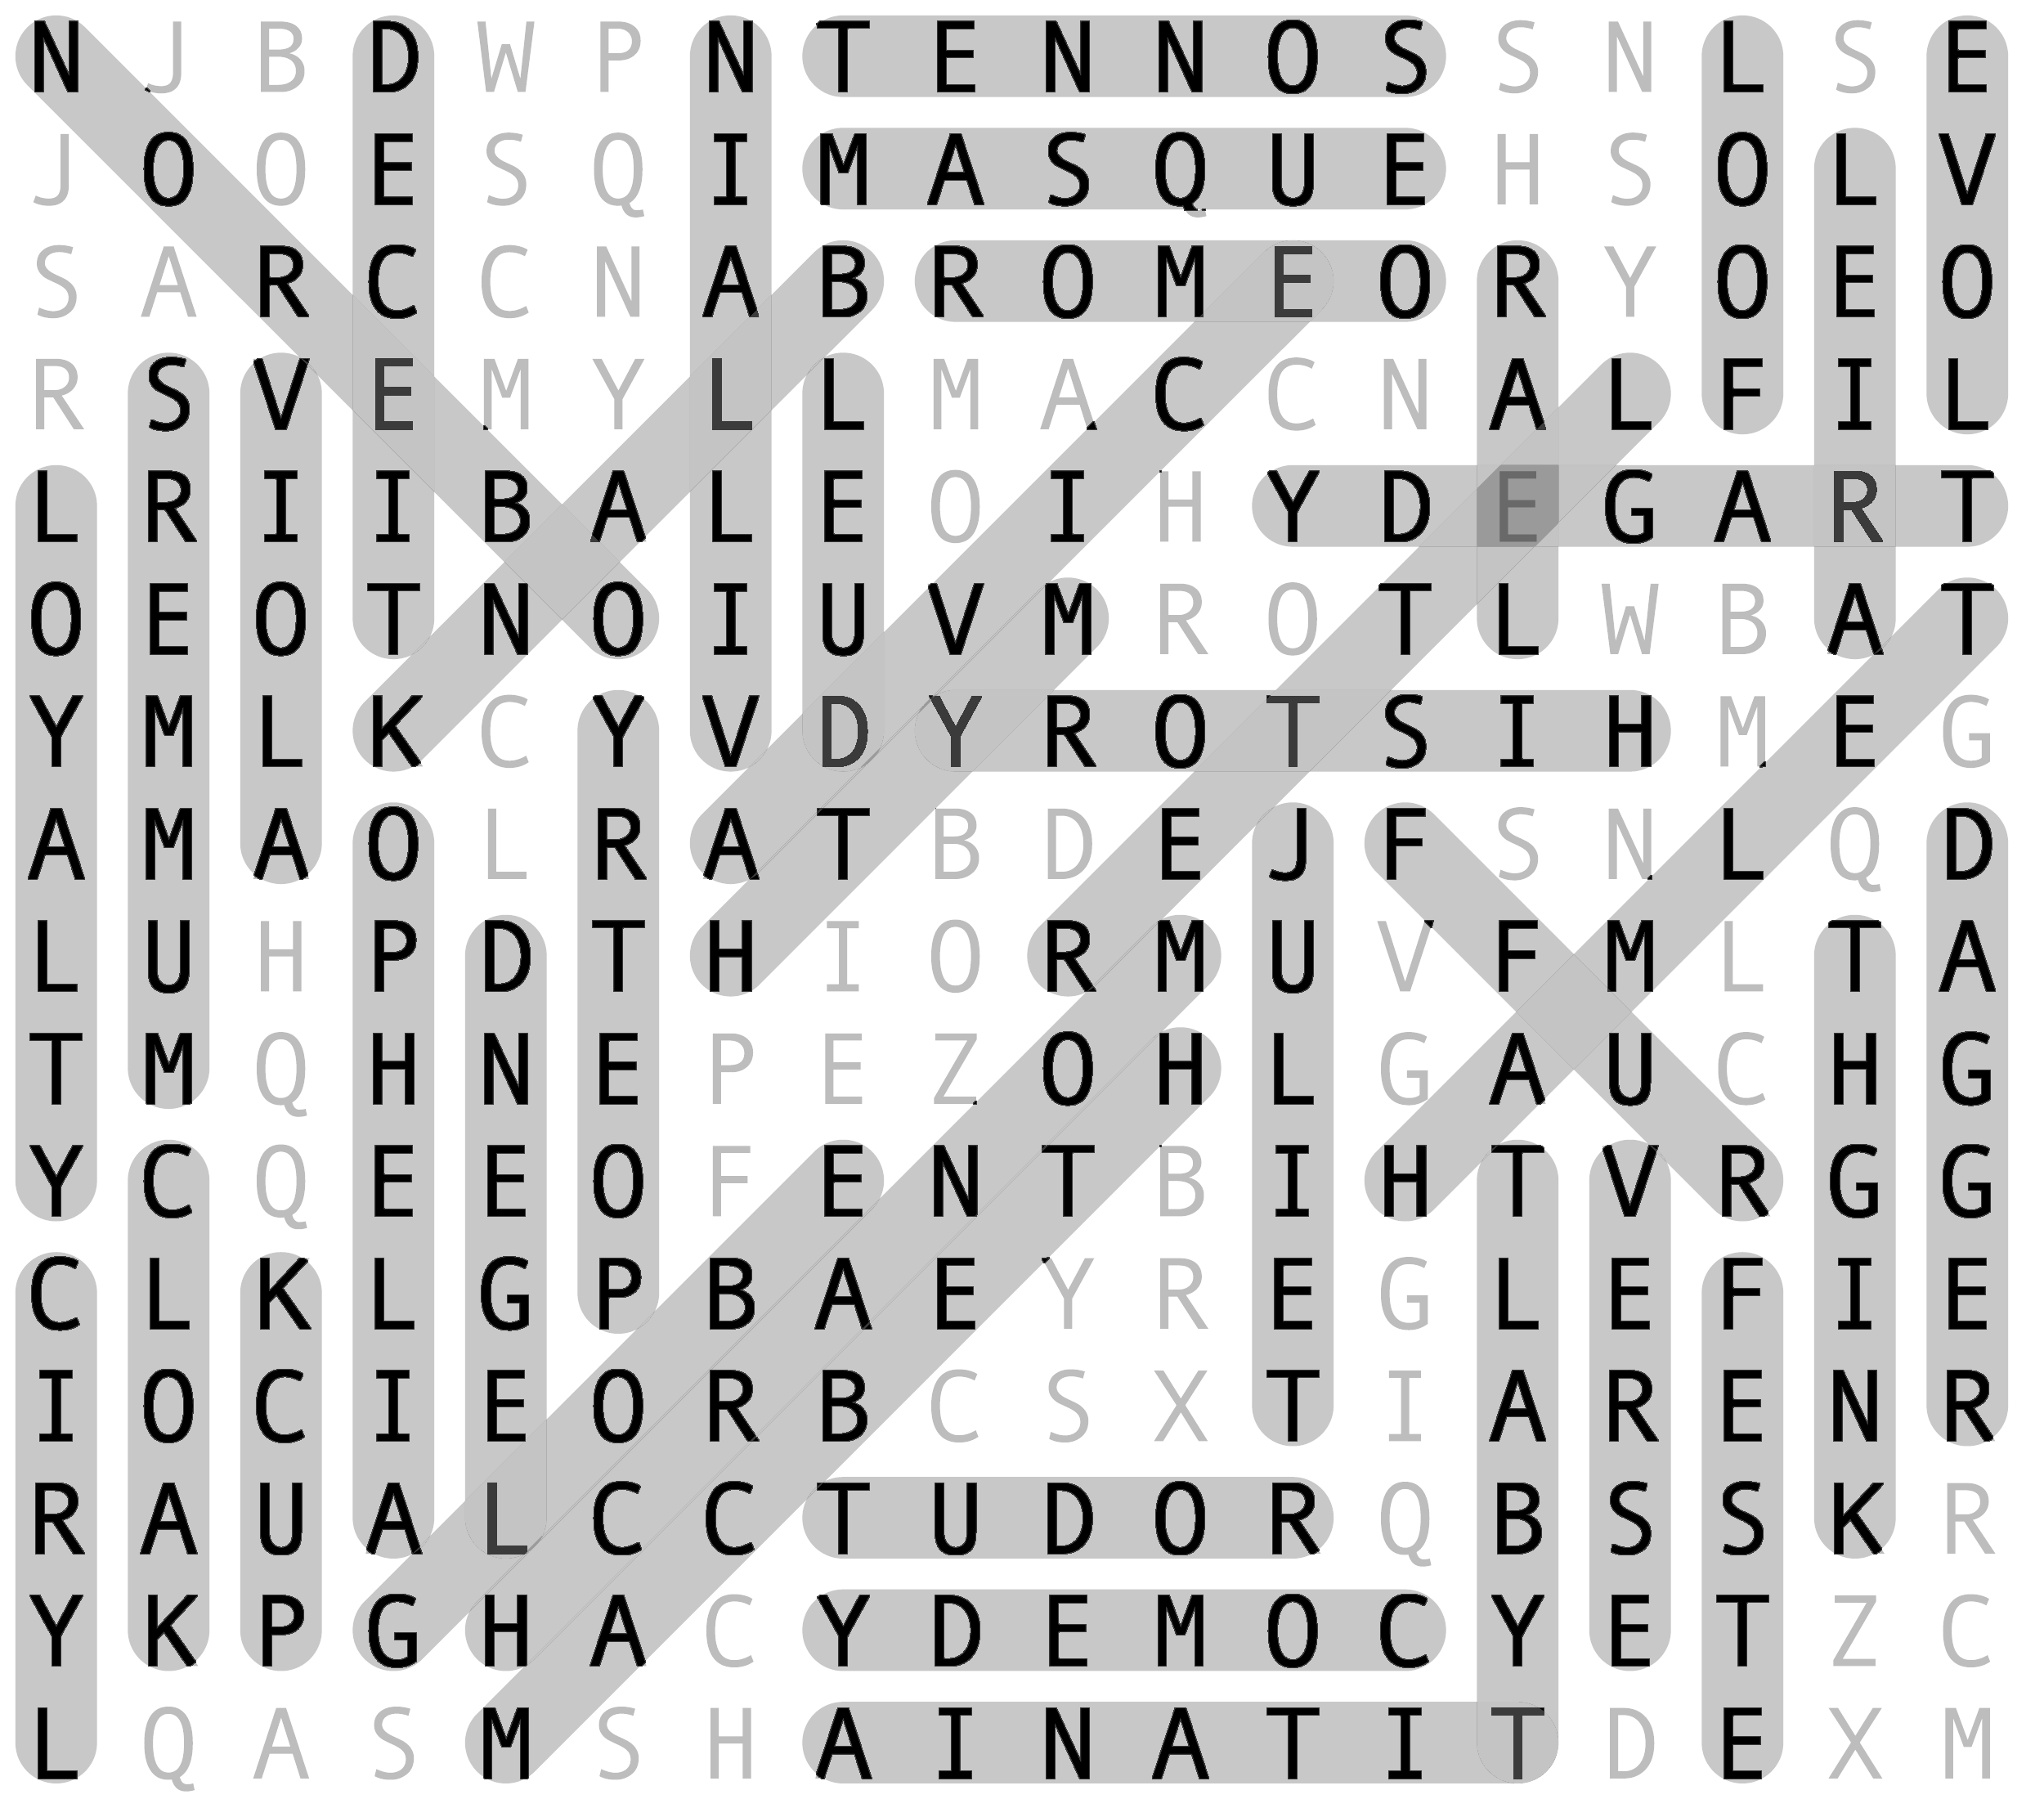 N J B D W P N T E N N O S S N L S E
J O O E S Q I M A S Q U E H S O L V
S A R C C N A B R O M E O R Y O E O
R S V E M Y L L M A C C N A L F I L
L R I I B A L E O I H Y D E G A R T
O E O T N O I U V M R O T L W B A T
Y M L K C Y V D Y R O T S I H M E G
A M A O L R A T B D E J F S N L Q D
L U H P D T H I O R M U V F M L T A
T M Q H N E P E Z O H L G A U C H G
Y C Q E E O F E N T B I H T V R G G
C L K L G P B A E Y R E G L E F I E
I O C I E O R B C S X T I A R E N R
R A U A L C C T U D O R Q B S S K R
Y K P G H A C Y D E M O C Y E T Z C
L Q A S M S H A I N A T I T D E X M